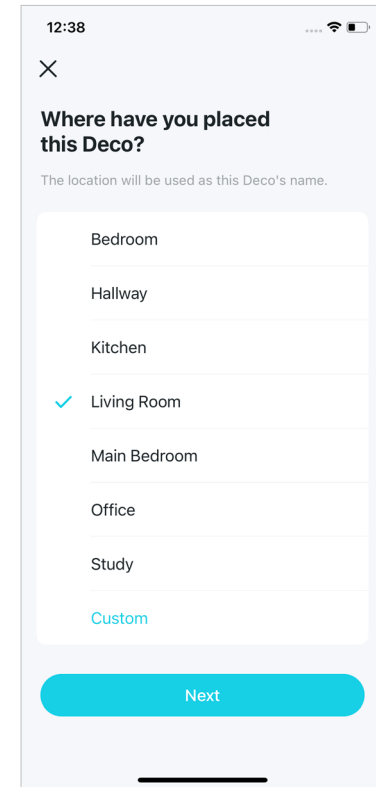 12:38
Where have you placed
this Deco?
The location will be used as this Deco's name.
Bedroom
Hallway
Kitchen
Living Room
Main Bedroom
Office
Study
Custom
Next